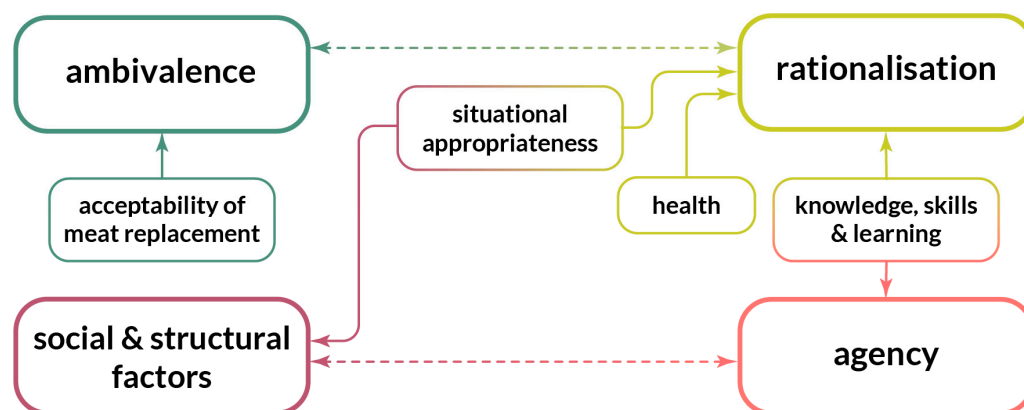 ambivalence
rationalisation
situational
appropriateness
acceptability of
meat replacement
health
knowledge, skills
& learning
social & structural
factors
agency